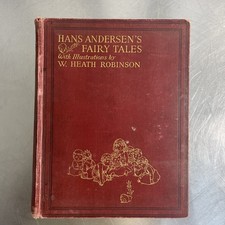 HANS ANDERSEN'S
FAIRY TALES
With Illustrations by
W. HEATH ROBINSON